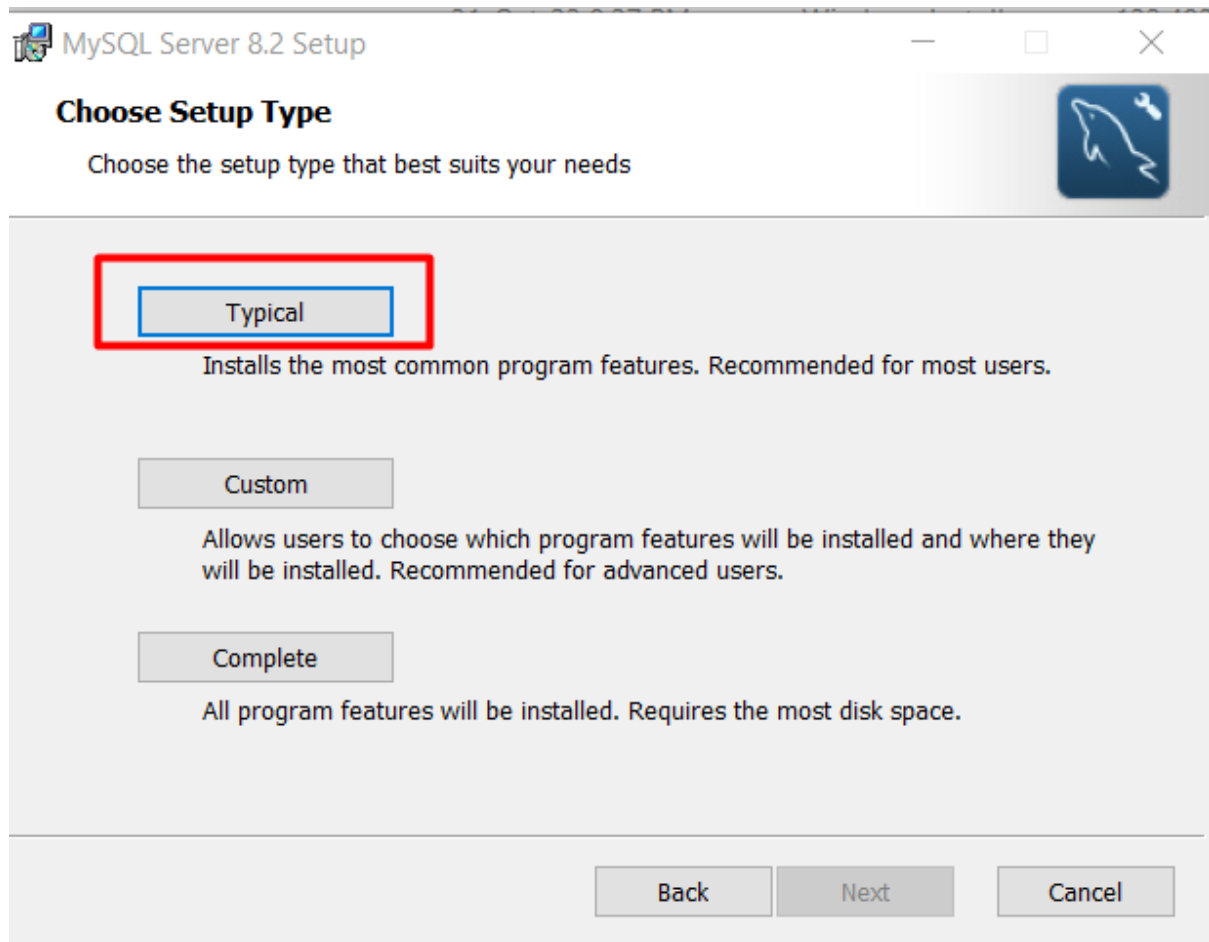 MySQL Server 8.2 Setup
Choose Setup Type
Choose the setup type that best suits your needs
Typical
Installs the most common program features. Recommended for most users.
Custom
Allows users to choose which program features will be installed and where they
will be installed. Recommended for advanced users.
Complete
All program features will be installed. Requires the most disk space.
Back Next Cancel